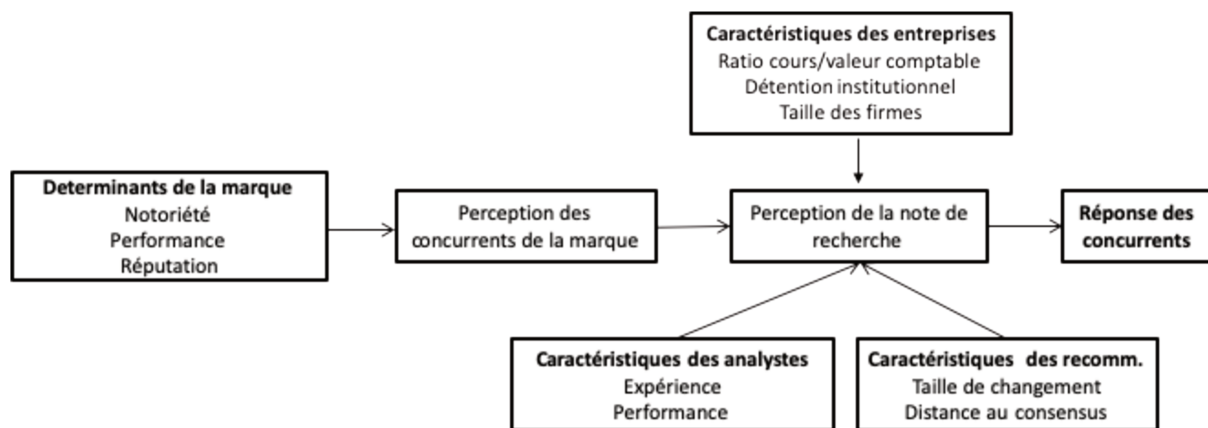 Caractéristiques des entreprises
Ratio cours/valeur comptable
Détention institutionnel
Taille des firmes
Determinants de la marque
Notoriété
Performance
Réputation
Perception des
concurrents de la marque
Perception de la note de
recherche
Réponse des
concurrents
Caractéristiques des analystes
Expérience
Performance
Caractéristiques des recomm.
Taille de changement
Distance au consensus